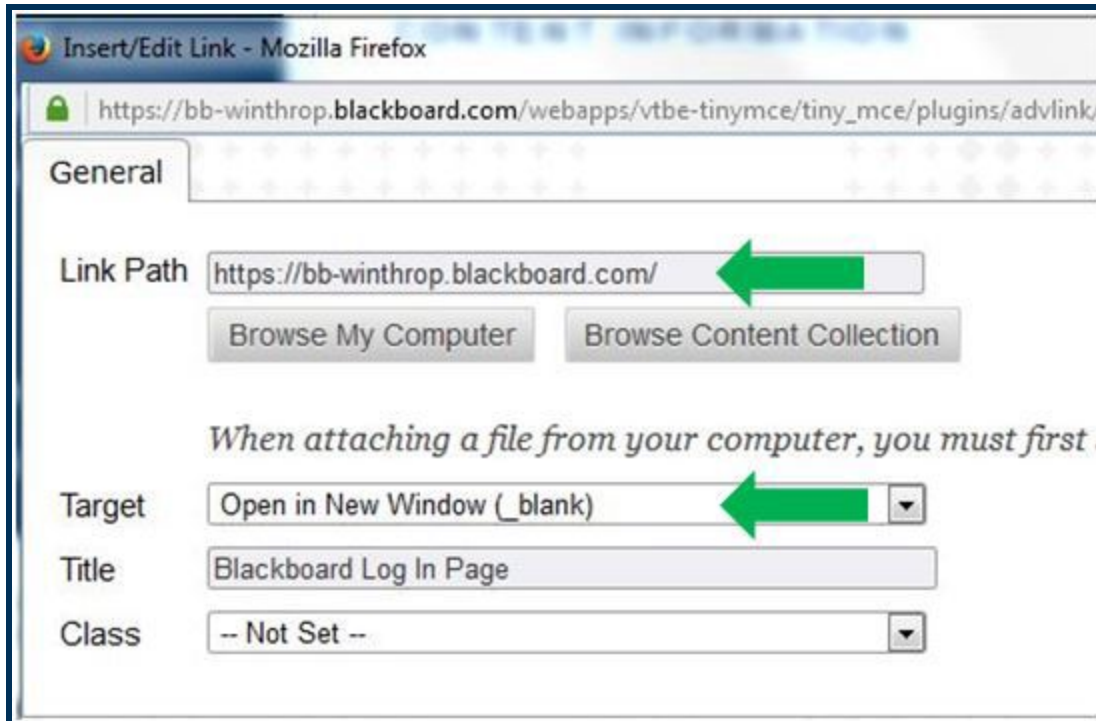 CONTENT INFORMATION
Insert/Edit Link - Mozilla Firefox
https://bb-winthrop.blackboard.com/webapps/vtbe-tinymce/tiny_mce/plugins/advlink/
General
Link Path https://bb-winthrop.blackboard.com/
Browse My Computer Browse Content Collection
When attaching a file from your computer, you must first
Target Open in New Window (_blank)
Title Blackboard Log In Page
Class -- Not Set --